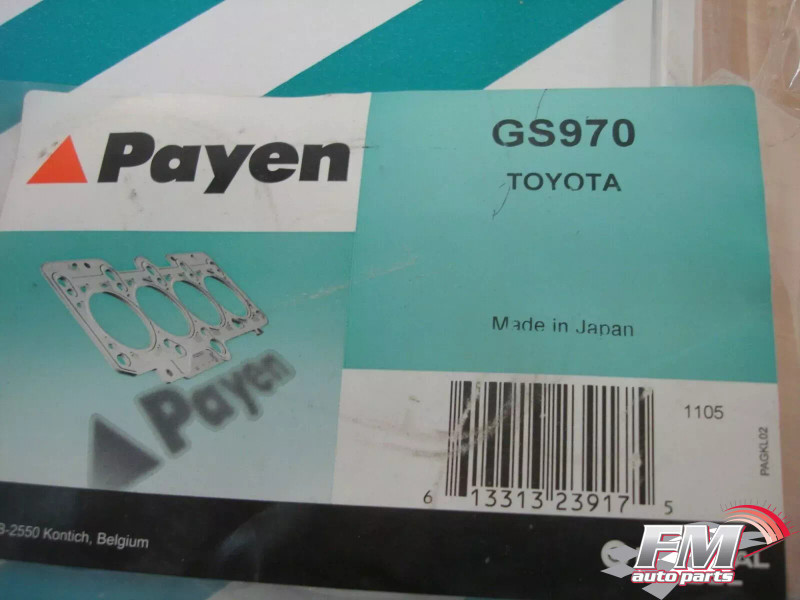 Payen
GS970
TOYOTA
Made in Japan
Payen
5
1105
6 13313 23917 5
PAGKL02
B-2550 Kontich, Belgium
FM
auto parts